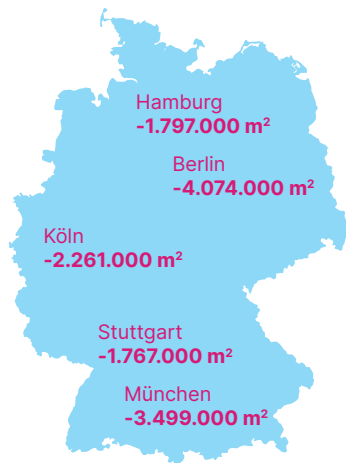 Hamburg
-1.797.000 m²
Berlin
-4.074.000 m²
Köln
-2.261.000 m²
Stuttgart
-1.767.000 m²
München
-3.499.000 m²